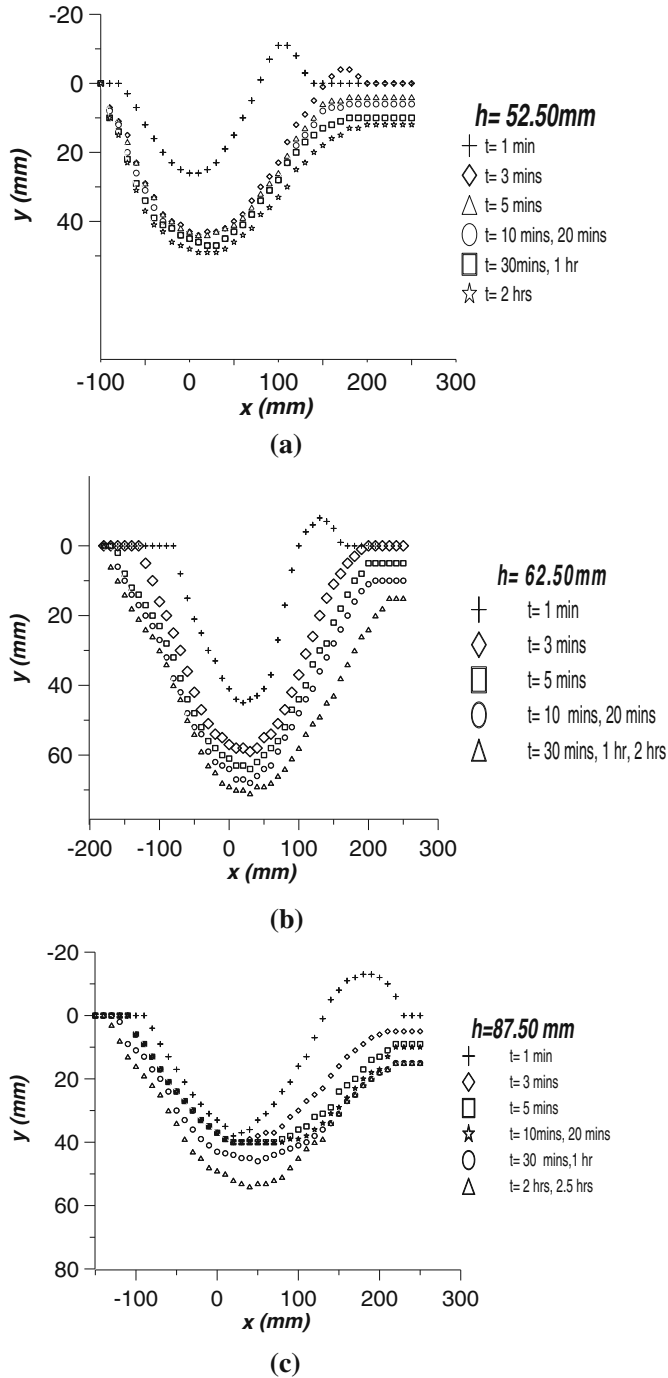 -20
0
20
40
y (mm)
-100 0 100 200 300
x (mm)
h= 52.50mm
t= 1 min
t= 3 mins
t= 5 mins
t= 10 mins, 20 mins
t= 30mins, 1 hr
t= 2 hrs
(a)
0
20
40
60
y (mm)
-200 -100 0 100 200 300
x (mm)
h= 62.50mm
t= 1 min
t= 3 mins
t= 5 mins
t= 10 mins, 20 mins
t= 30 mins, 1 hr, 2 hrs
(b)
-20
0
20
40
60
80
y (mm)
-100 0 100 200 300
x (mm)
h=87.50 mm
t= 1 min
t= 3 mins
t= 5 mins
t= 10mins, 20 mins
t= 30 mins,1 hr
t= 2 hrs, 2.5 hrs
(c)